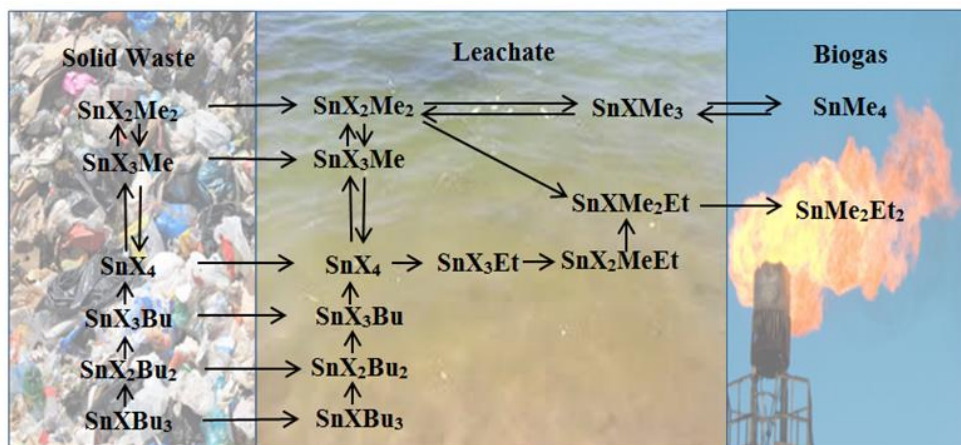 Solid Waste
Leachate
Biogas
SnX₂Me₂
SnX₂Me₂
SnXMe₃
SnMe₄
SnX₃Me
SnX₃Me
SnXMe₂Et
SnMe₂Et₂
SnX₄
SnX₄
SnX₃Et
SnX₂MeEt
SnX₃Bu
SnX₃Bu
SnX₂Bu₂
SnX₂Bu₂
SnXBu₃
SnXBu₃